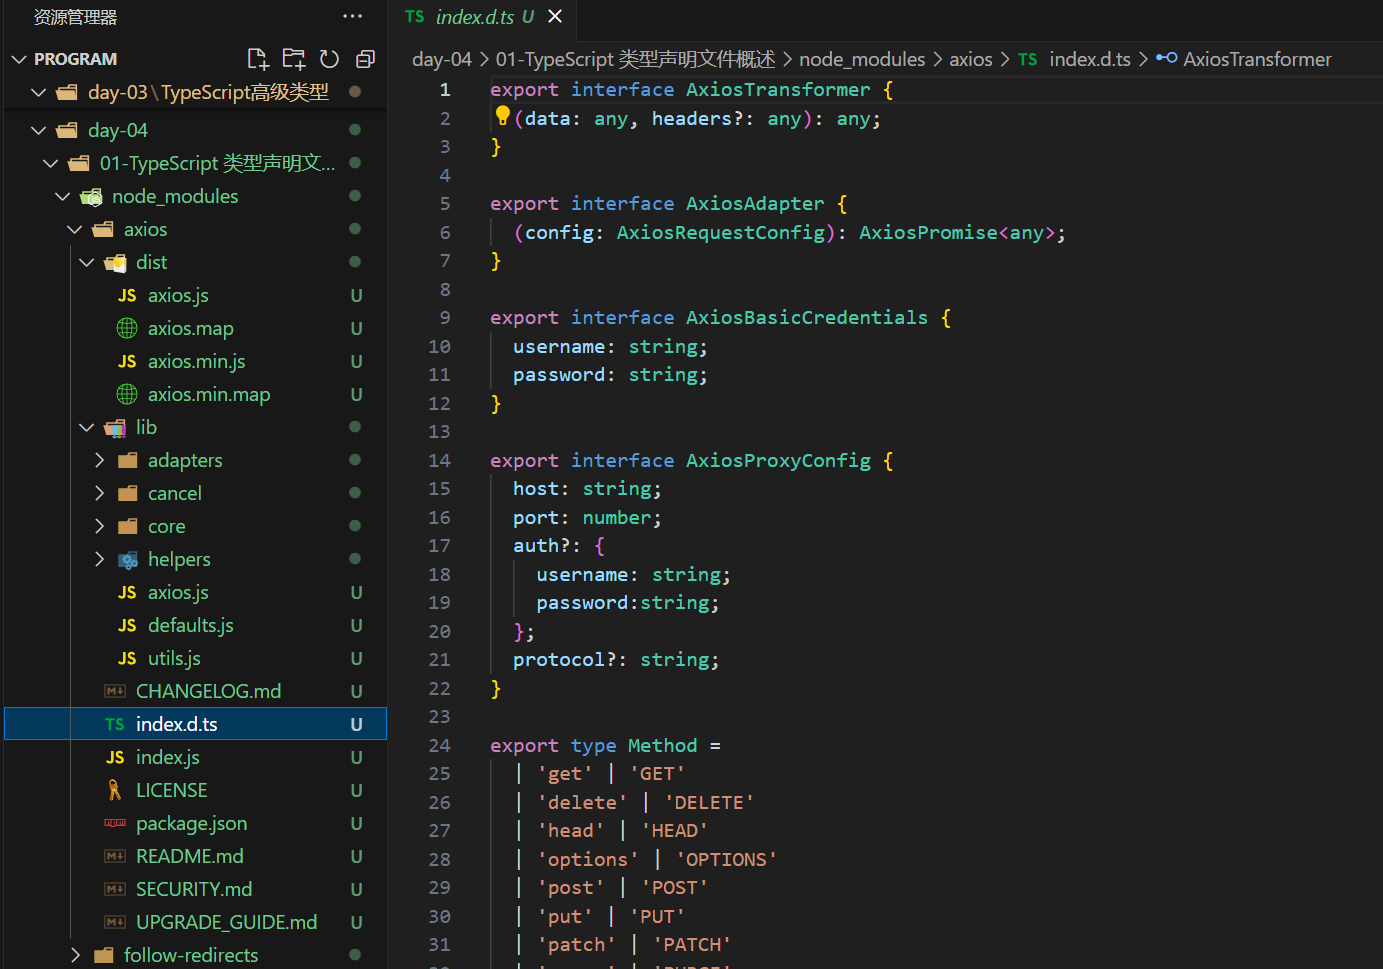 资源管理器
PROGRAM
day-03\TypeScript高级类型
day-04
01-TypeScript 类型声明文...
node_modules
axios
dist
JS axios.js U
axios.map U
JS axios.min.js U
axios.min.map U
lib
adapters
cancel
core
helpers
JS axios.js U
JS defaults.js U
JS utils.js U
CHANGELOG.md U
TS index.d.ts U
JS index.js U
LICENSE U
package.json U
README.md U
SECURITY.md U
UPGRADE_GUIDE.md U
follow-redirects
TS index.d.ts U
day-04 > 01-TypeScript 类型声明文件概述 > node_modules > axios > TS index.d.ts > AxiosTransformer
1 export interface AxiosTransformer {
2 (data: any, headers?: any): any;
3 }
4
5 export interface AxiosAdapter {
6 (config: AxiosRequestConfig): AxiosPromise<any>;
7 }
8
9 export interface AxiosBasicCredentials {
10 username: string;
11 password: string;
12 }
13
14 export interface AxiosProxyConfig {
15 host: string;
16 port: number;
17 auth?: {
18 username: string;
19 password:string;
20 };
21 protocol?: string;
22 }
23
24 export type Method =
25 | 'get' | 'GET'
26 | 'delete' | 'DELETE'
27 | 'head' | 'HEAD'
28 | 'options' | 'OPTIONS'
29 | 'post' | 'POST'
30 | 'put' | 'PUT'
31 | 'patch' | 'PATCH'